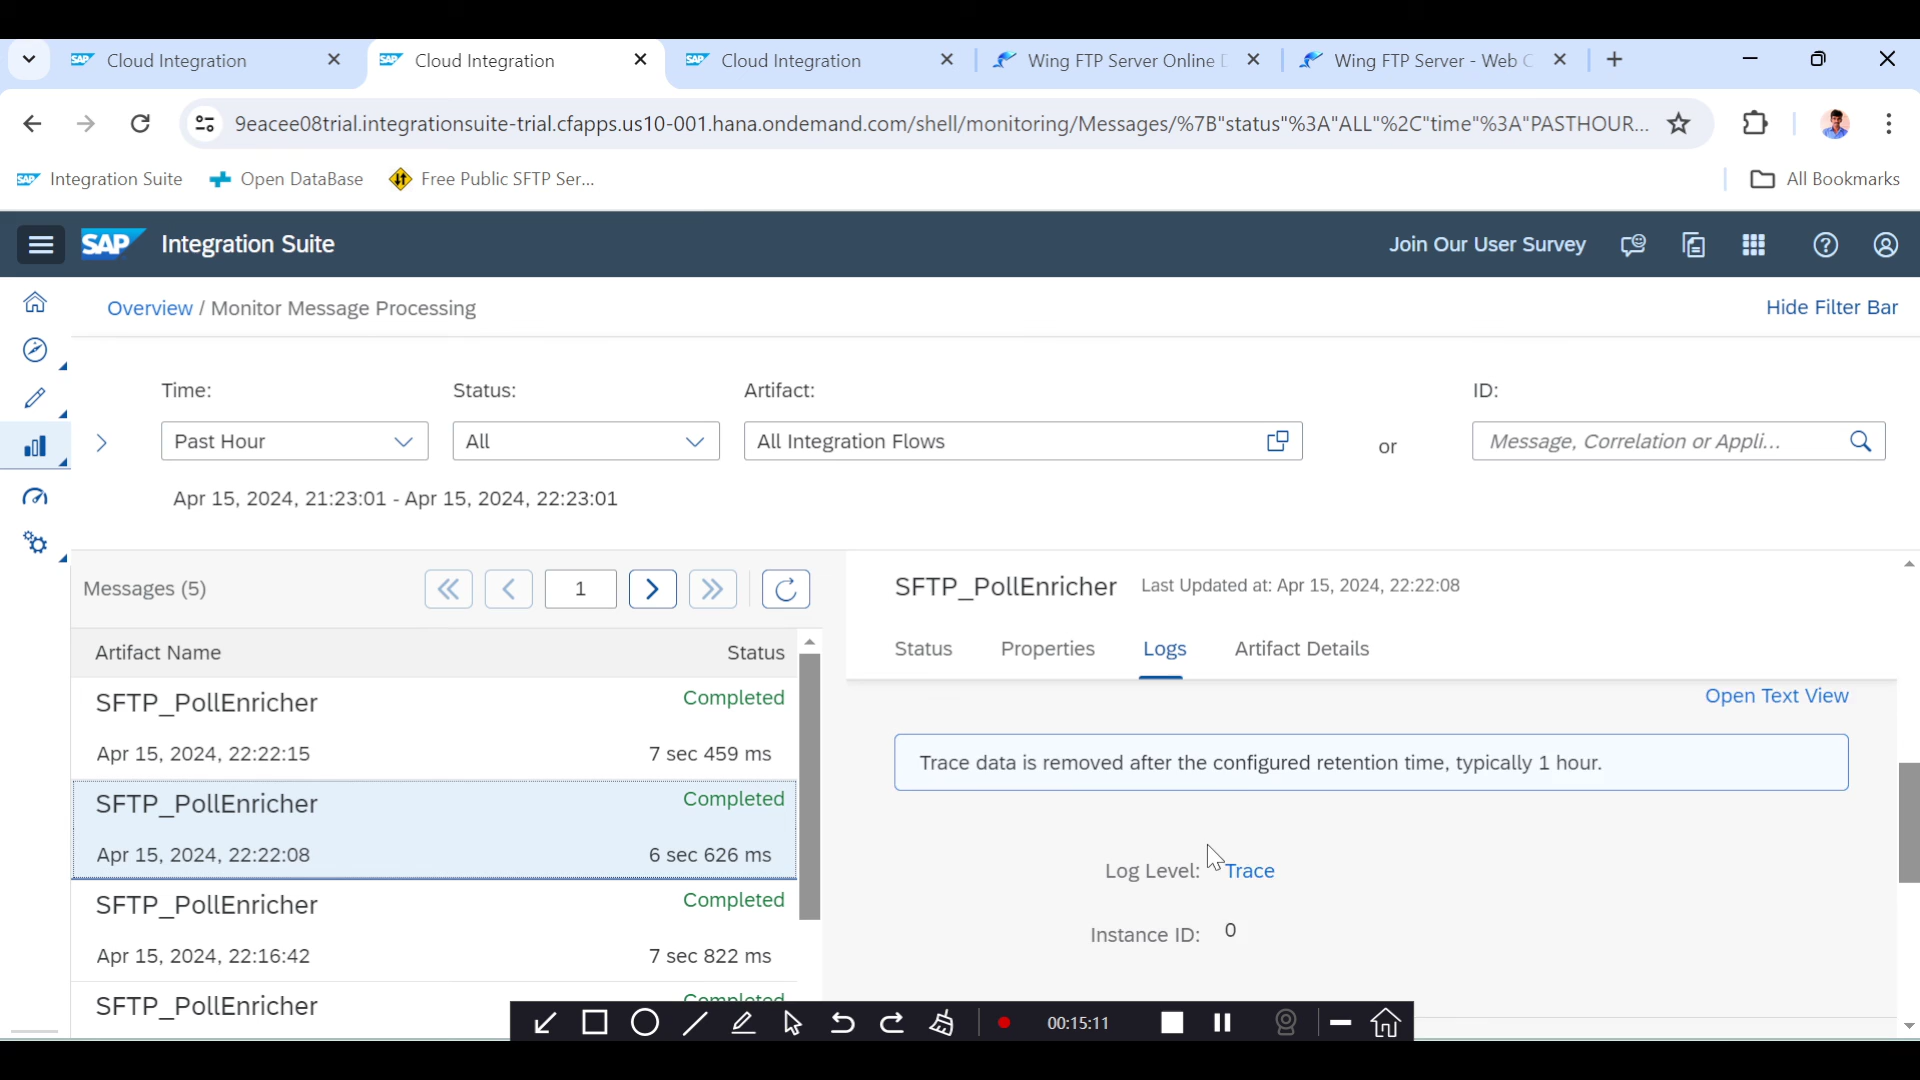 Cloud Integration
Cloud Integration
Cloud Integration
Wing FTP Server Online
Wing FTP Server - Web
9eacee08trial.integrationsuite-trial.cfapps.us10-001.hana.ondemand.com/shell/monitoring/Messages/%7B"status"%3A"ALL"%2C"time"%3A"PASTHOUR...
SAP Integration Suite
Open DataBase
Free Public SFTP Ser...
All Bookmarks
SAP Integration Suite
Join Our User Survey
Overview / Monitor Message Processing
Hide Filter Bar
Time:
Status:
Artifact:
ID:
Past Hour
All
All Integration Flows
or
Message, Correlation or Appli...
Apr 15, 2024, 21:23:01 - Apr 15, 2024, 22:23:01
Messages (5)
1
Artifact Name
Status
SFTP_PollEnricher
Completed
Apr 15, 2024, 22:22:15
7 sec 459 ms
SFTP_PollEnricher
Completed
Apr 15, 2024, 22:22:08
6 sec 626 ms
SFTP_PollEnricher
Completed
Apr 15, 2024, 22:16:42
7 sec 822 ms
SFTP_PollEnricher
Completed
SFTP_PollEnricher
Last Updated at: Apr 15, 2024, 22:22:08
Status
Properties
Logs
Artifact Details
Open Text View
Trace data is removed after the configured retention time, typically 1 hour.
Log Level: Trace
Instance ID: 0
00:15:11